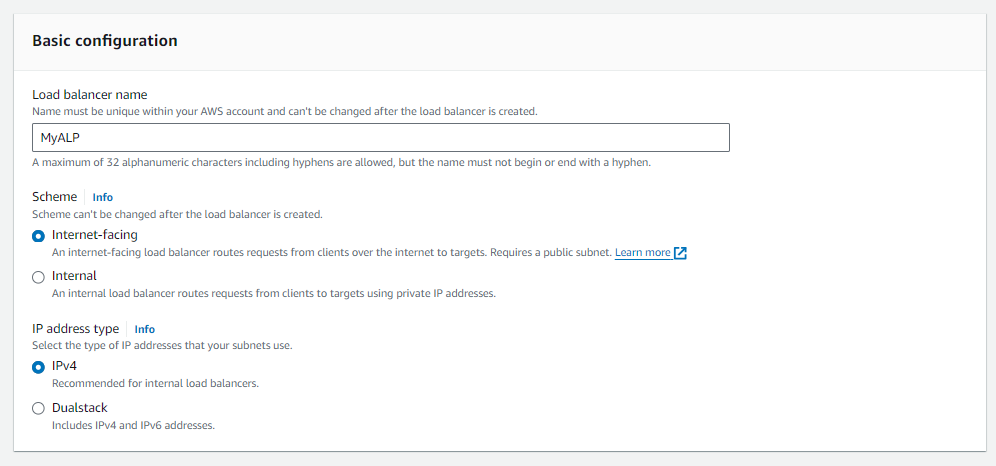 Basic configuration
Load balancer name
Name must be unique within your AWS account and can't be changed after the load balancer is created.
MyALP
A maximum of 32 alphanumeric characters including hyphens are allowed, but the name must not begin or end with a hyphen.
Scheme Info
Scheme can't be changed after the load balancer is created.
Internet-facing
An internet-facing load balancer routes requests from clients over the internet to targets. Requires a public subnet. Learn more
Internal
An internal load balancer routes requests from clients to targets using private IP addresses.
IP address type Info
Select the type of IP addresses that your subnets use.
IPv4
Recommended for internal load balancers.
Dualstack
Includes IPv4 and IPv6 addresses.